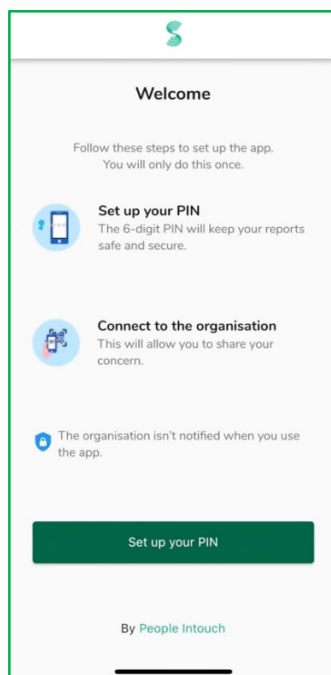 Welcome
Follow these steps to set up the app.
You will only do this once.
Set up your PIN
The 6-digit PIN will keep your reports
safe and secure.
Connect to the organisation
This will allow you to share your
concern.
The organisation isn't notified when you use
the app.
Set up your PIN
By People Intouch